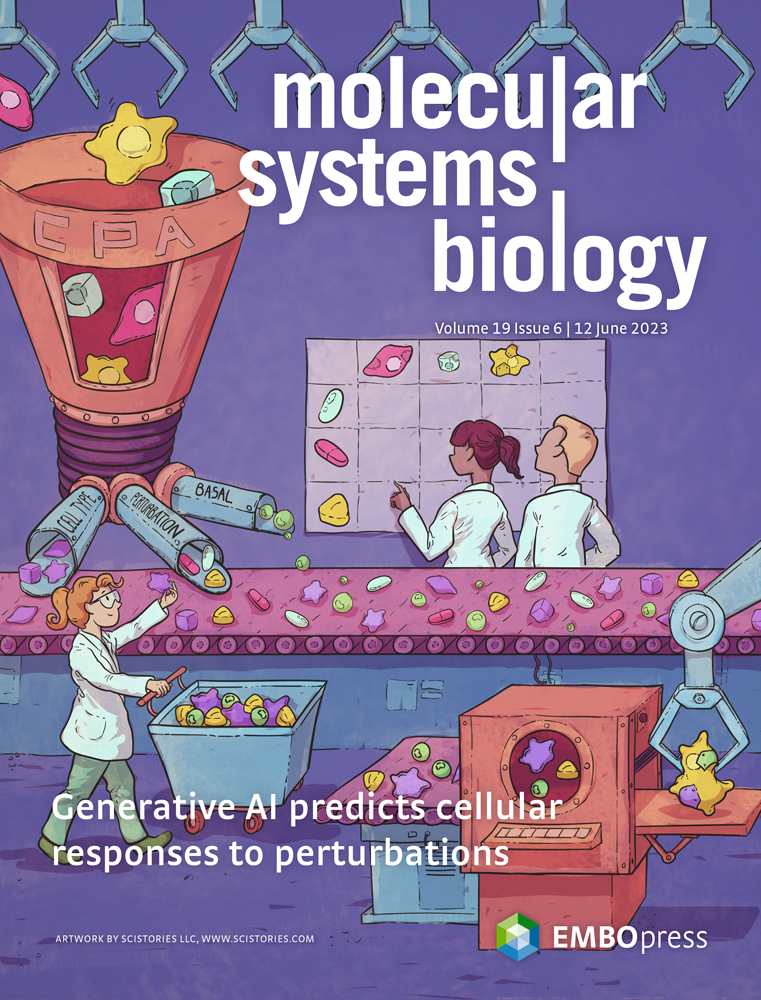 molecular
systems
biology
Volume 19 Issue 6 | 12 June 2023
CPA
CELL TYPE
PERTURBATION
BASAL
Generative AI predicts cellular
responses to perturbations
ARTWORK BY SCISTORIES LLC, WWW.SCISTORIES.COM
EMBOpress